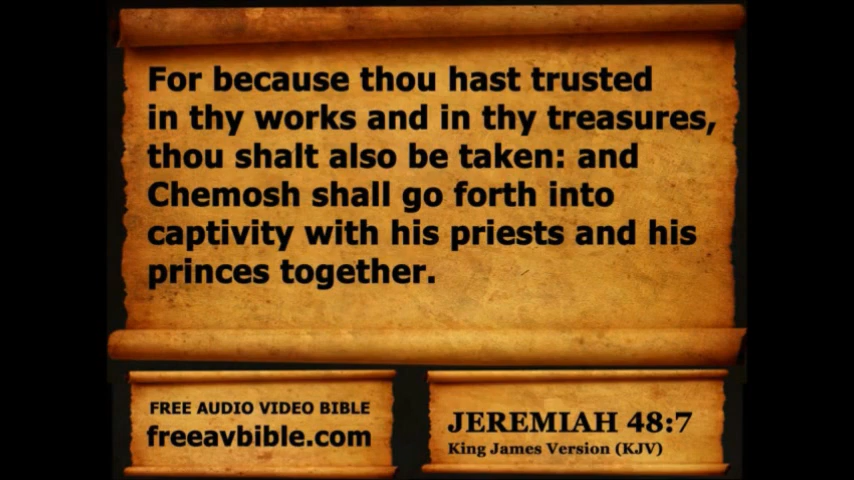 For because thou hast trusted
in thy works and in thy treasures,
thou shalt also be taken: and
Chemosh shall go forth into
captivity with his priests and his
princes together.
FREE AUDIO VIDEO BIBLE
freeavbible.com
JEREMIAH 48:7
King James Version (KJV)